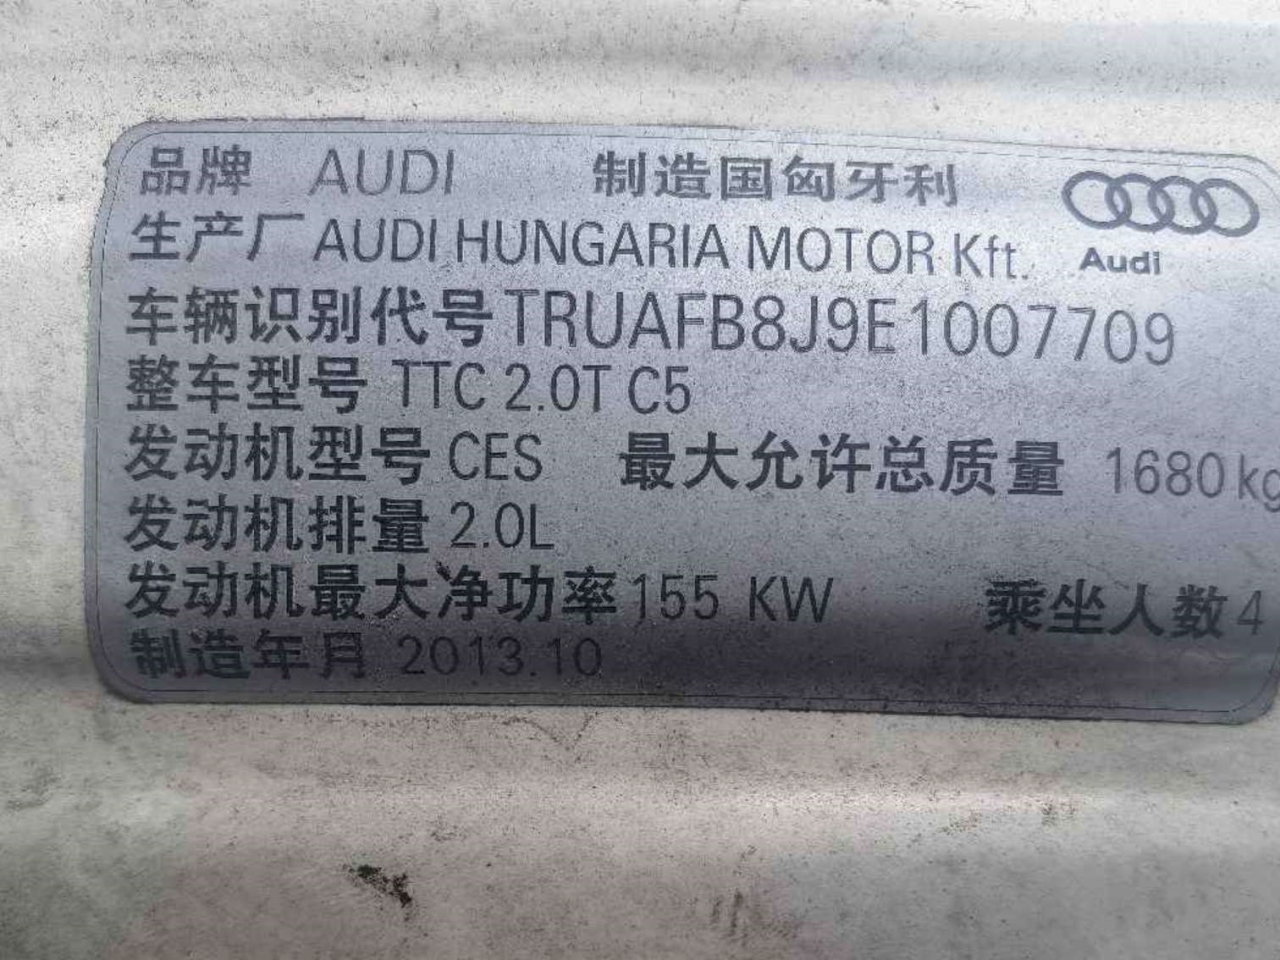 品牌 AUDI 制造国匈牙利
生产厂 AUDI HUNGARIA MOTOR Kft. Audi
车辆识别代号 TRUAFB8J9E1007709
整车型号 TTC 2.0T C5
发动机型号 CES 最大允许总质量 1680 kg
发动机排量 2.0L
发动机最大净功率 155 KW 乘坐人数 4
制造年月 2013.10